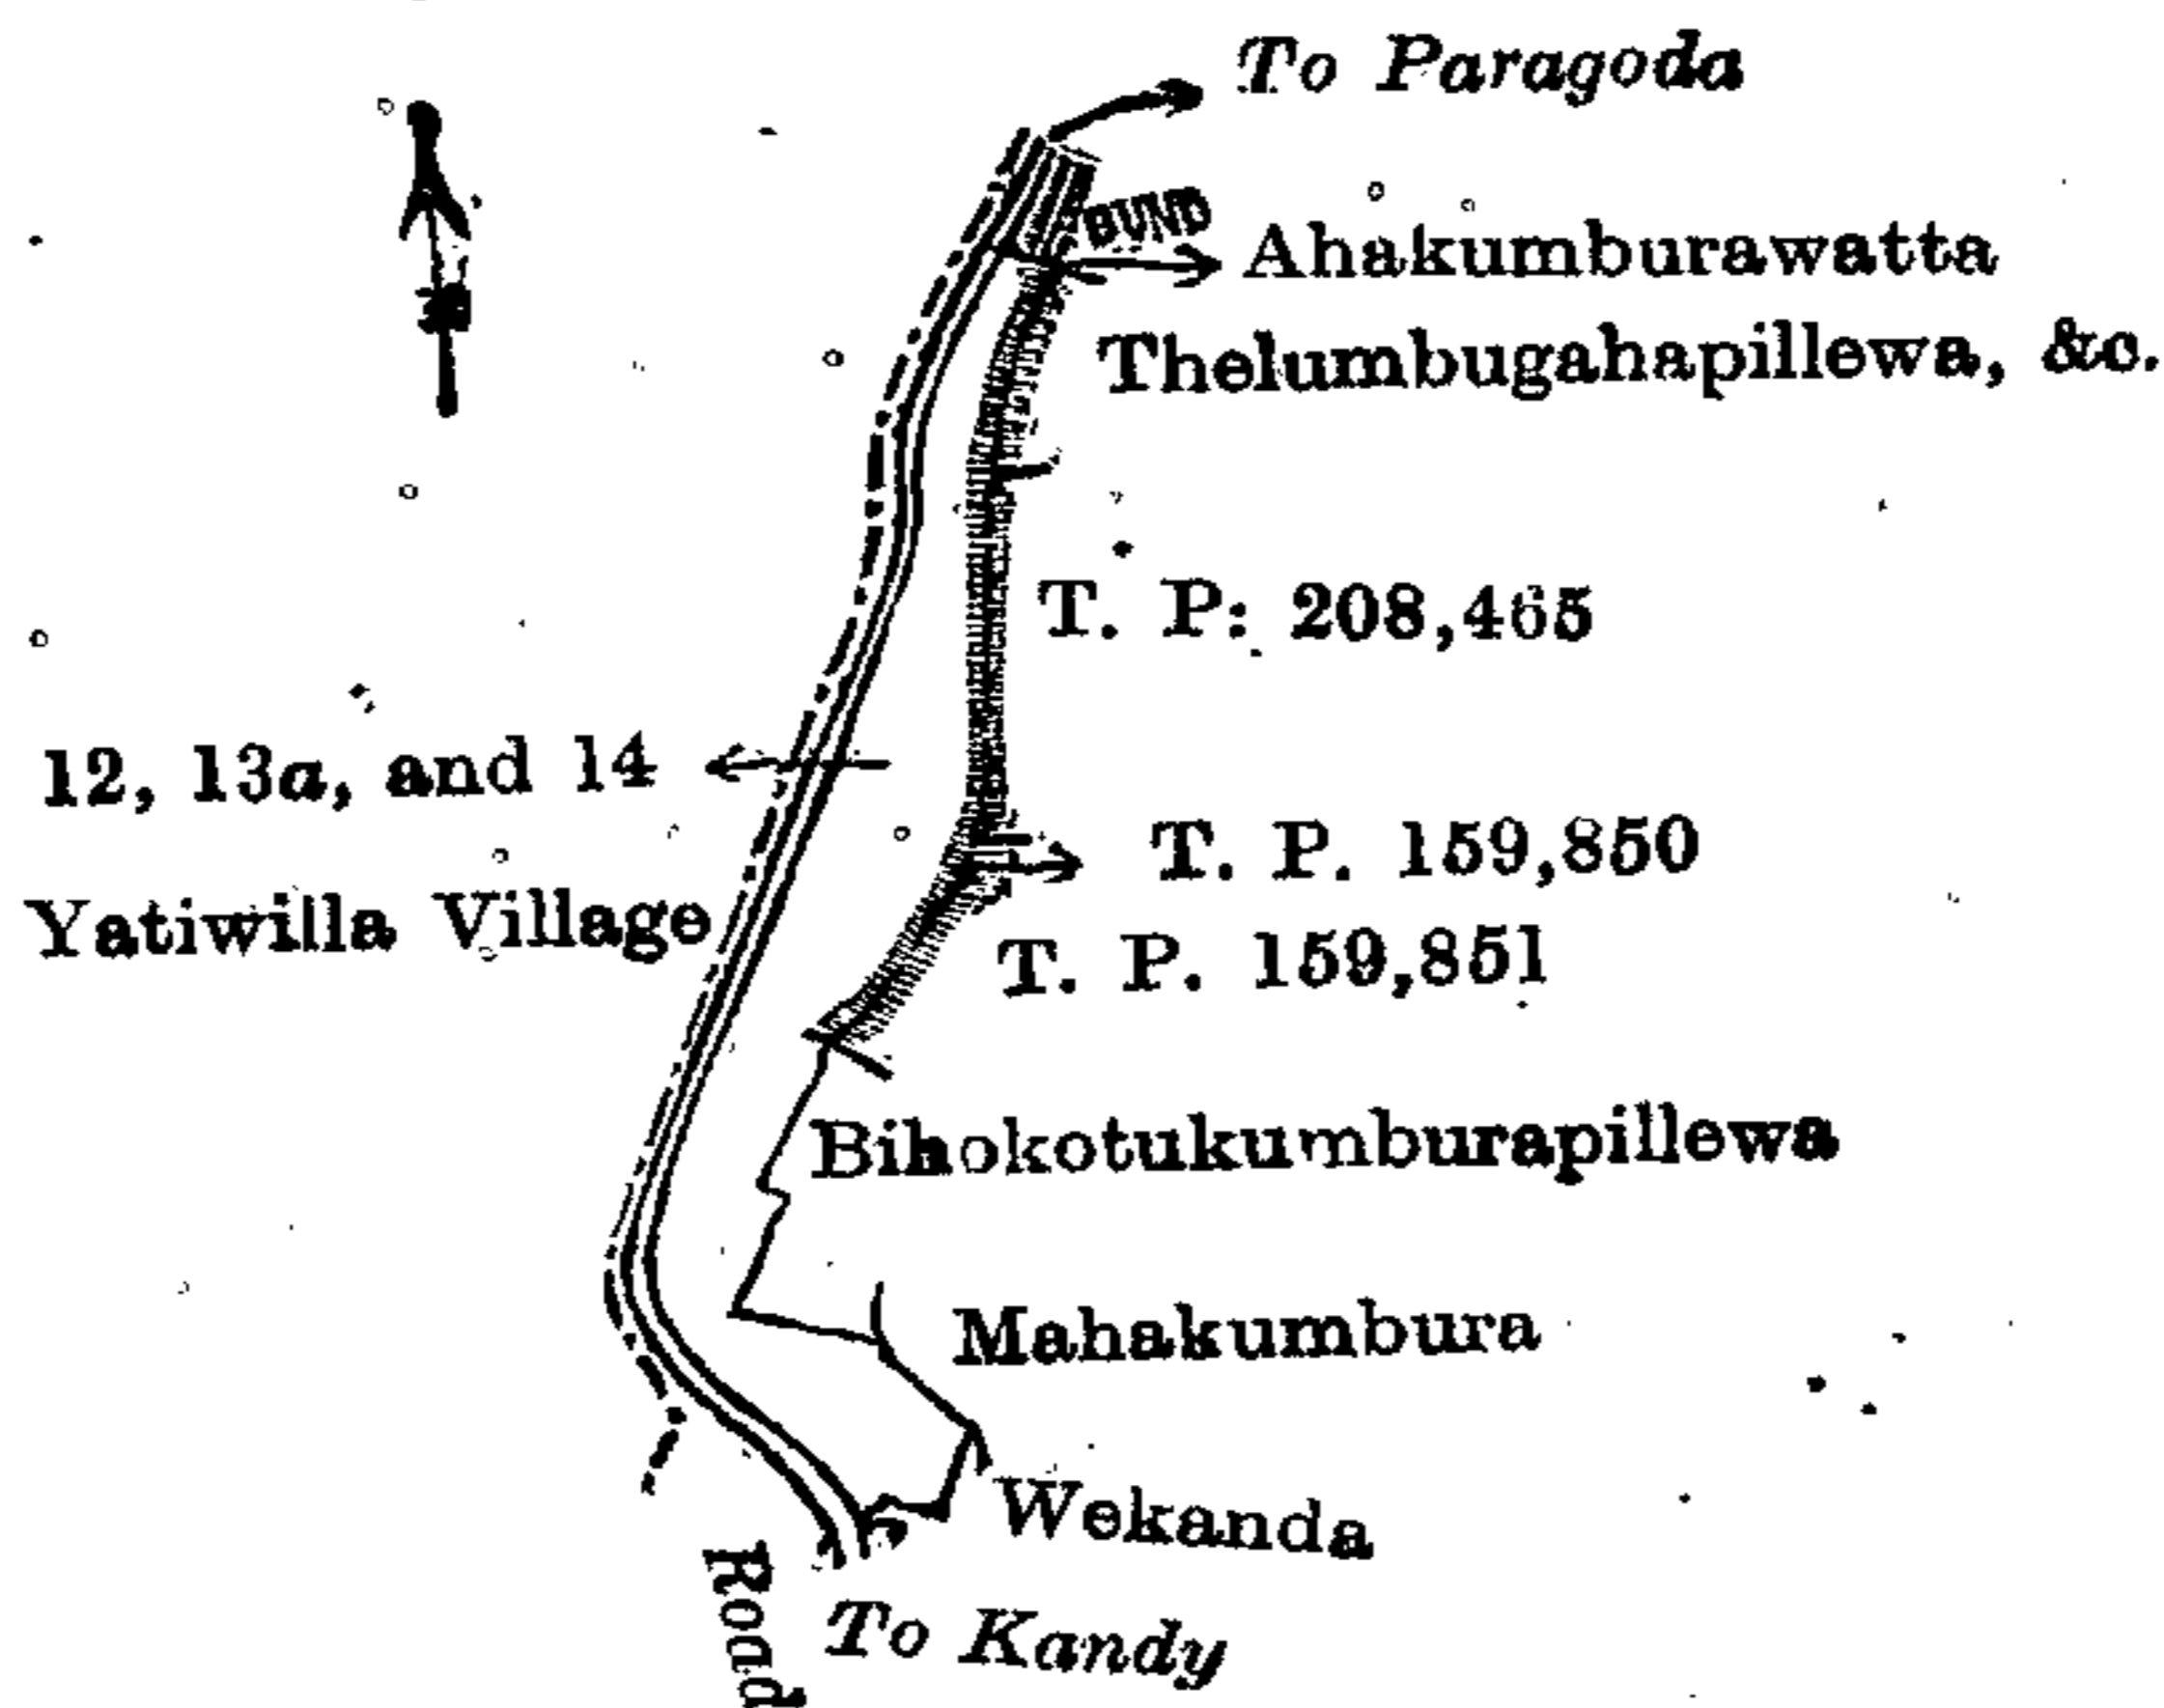 To Paragoda
BUND
Ahakumburawatta
Thelumbugahapillewa, &c.
T. P. 208,465
12, 13a, and 14
T. P. 159,850
Yatiwilla Village
T. P. 159,851
Bihokotukumburapillewa
Mahakumbura
Wekanda
Road
To Kandy